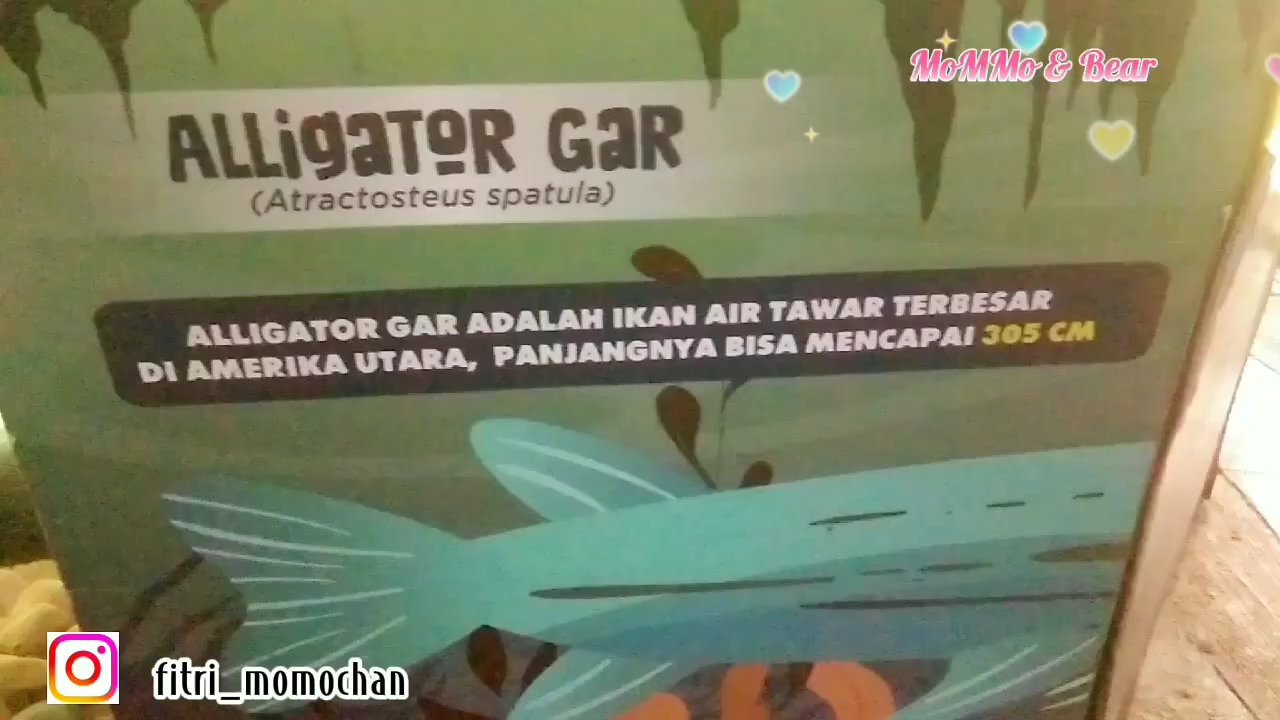 MoMMo & Bear
ALLigaToR GaR
(Atractosteus spatula)
ALLIGATOR GAR ADALAH IKAN AIR TAWAR TERBESAR
DI AMERIKA UTARA, PANJANGNYA BISA MENCAPAI 305 CM
fitri_momochan